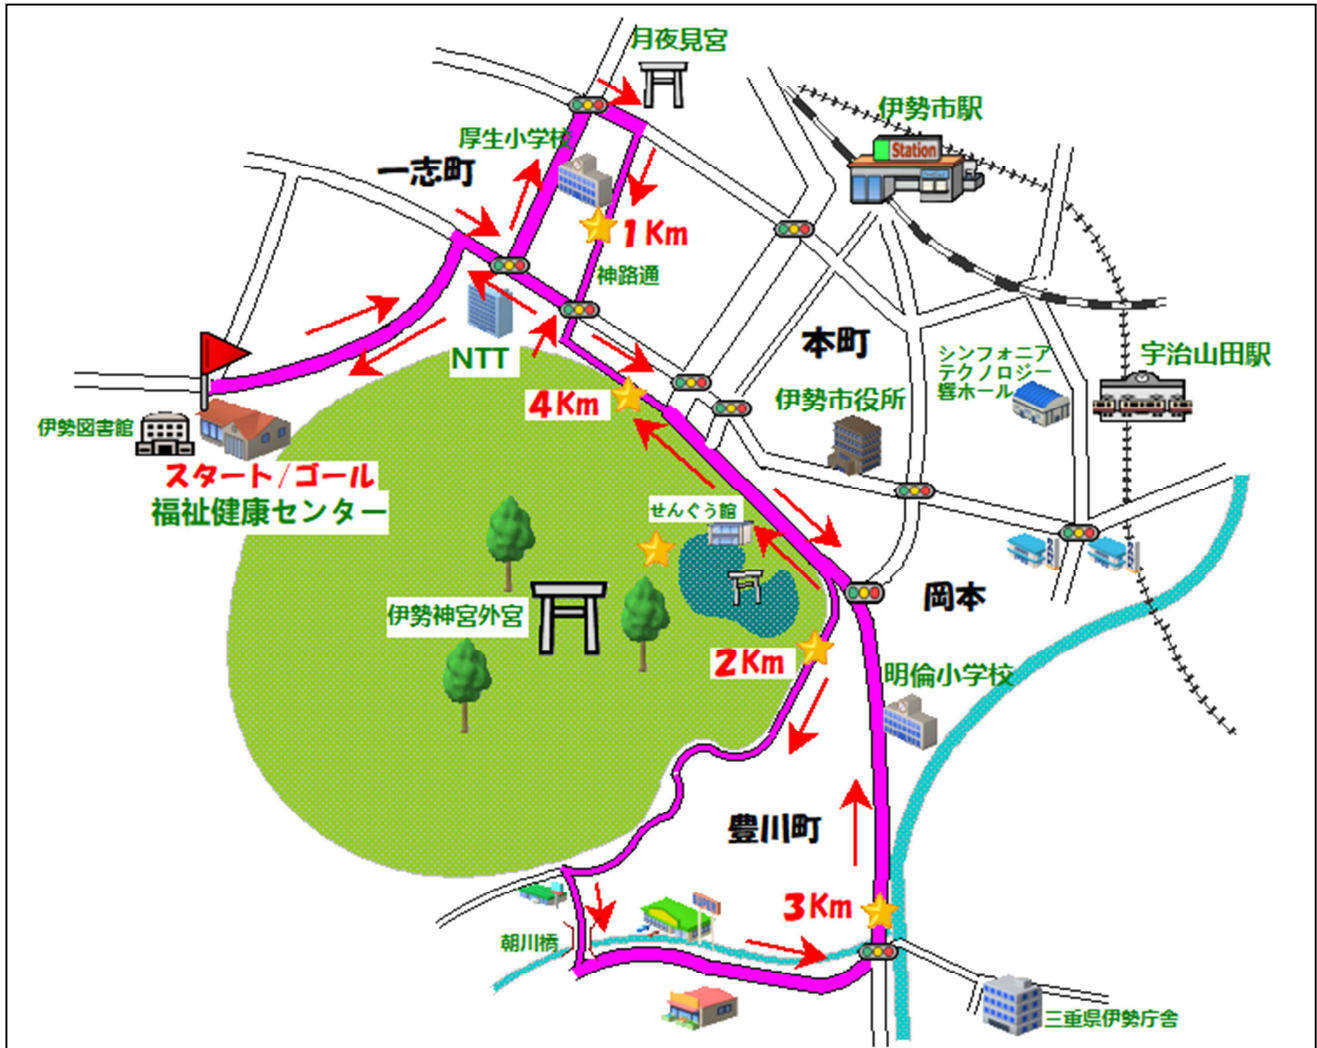 月夜見宮
伊勢市駅
Station
厚生小学校
一志町
1Km
神路通
本町
シンフォニア
テクノロジー
響ホール
宇治山田駅
NTT
4Km
伊勢市役所
伊勢図書館
スタート/ゴール
福祉健康センター
せんぐう館
伊勢神宮外宮
岡本
2Km
明倫小学校
豊川町
3Km
朝川橋
三重県伊勢庁舎